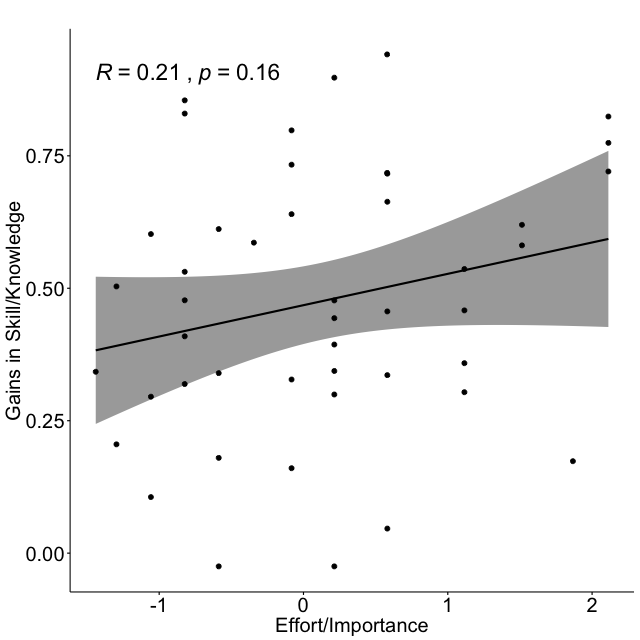 R = 0.21 , p = 0.16
Gains in Skill/Knowledge
0.75
0.50
0.25
0.00
-1 0 1 2
Effort/Importance